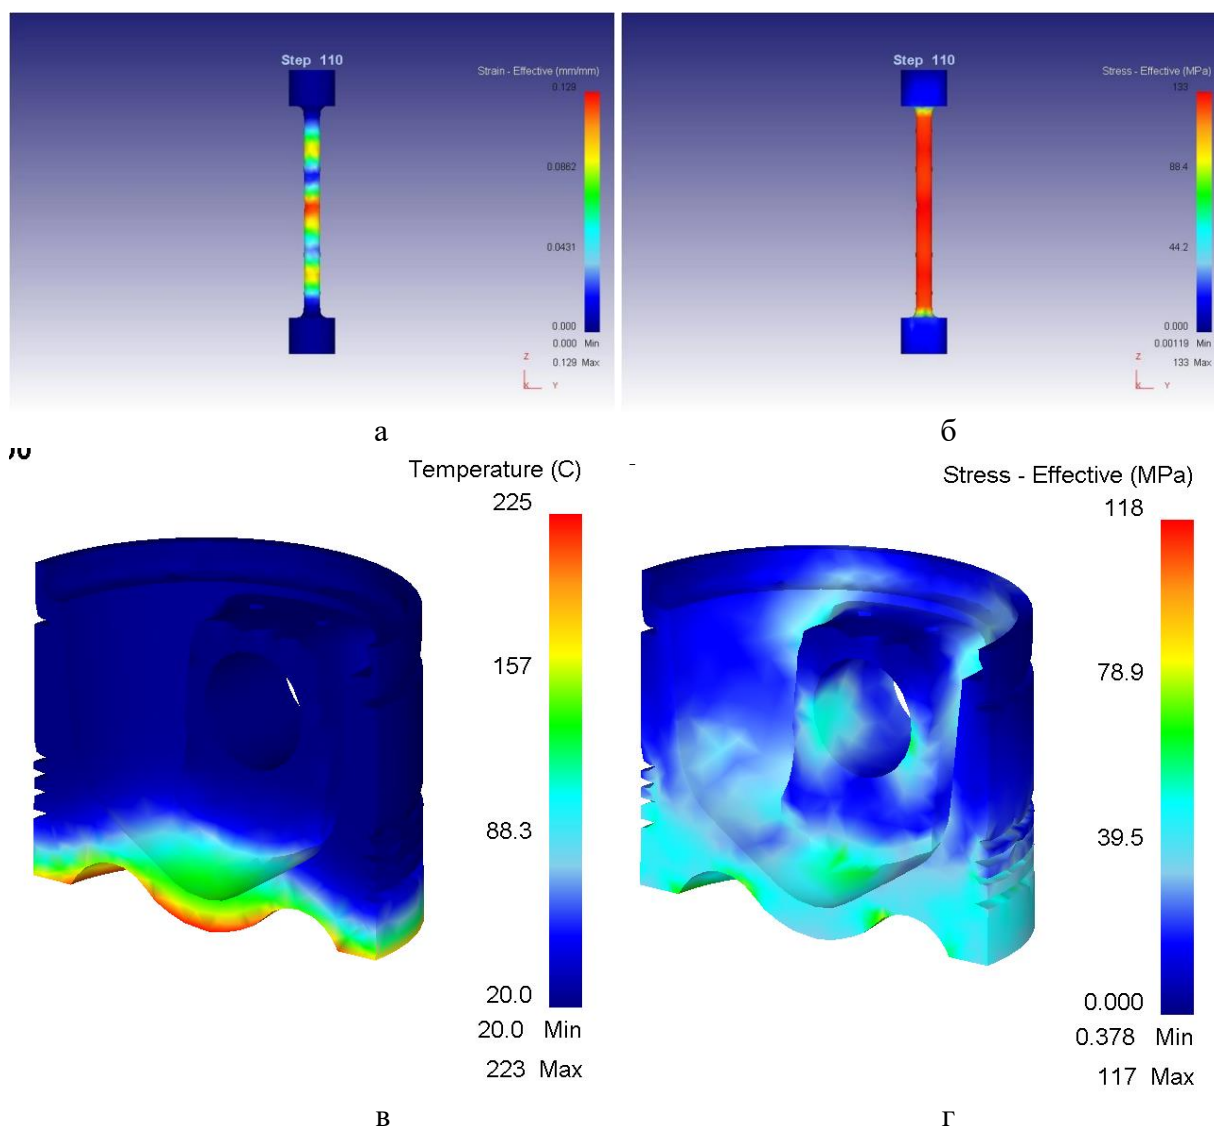 Step 110
Strain - Effective (mm/mm)
0.129
0.0862
0.0431
0.000
0.000 Min
0.129 Max
Z
X Y
Step 110
Stress - Effective (MPa)
133
88.4
44.2
0.000
0.00119 Min
133 Max
Z
X Y
а
б
Temperature (C)
225
157
88.3
20.0
20.0 Min
223 Max
Stress - Effective (MPa)
118
78.9
39.5
0.000
0.378 Min
117 Max
в
г